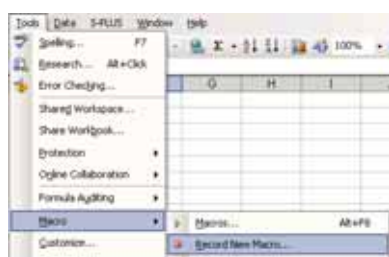 Tools Data S-PLUS Window Help
Spelling... F7
100%
Research... Alt+Click
Error Checking...
G H I
Shared Workspace...
Share Workbook...
Protection
Online Collaboration
Formula Auditing
Macro Macros... Alt+F8
Customize... Record New Macro...